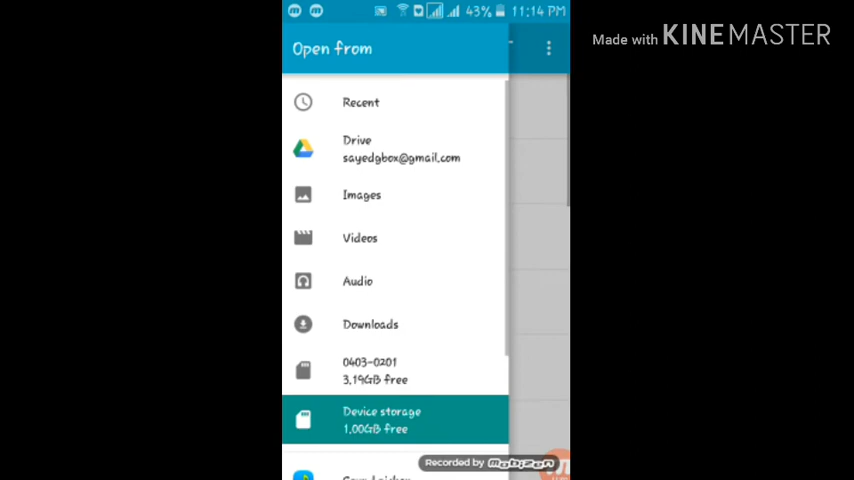 43% 11:14 PM
Made with KINEMASTER
Open from
Recent
Drive
sayedgbox@gmail.com
Images
Videos
Audio
Downloads
0403-0201
3.19GB free
Device storage
1.00GB free
Recorded by mobizen